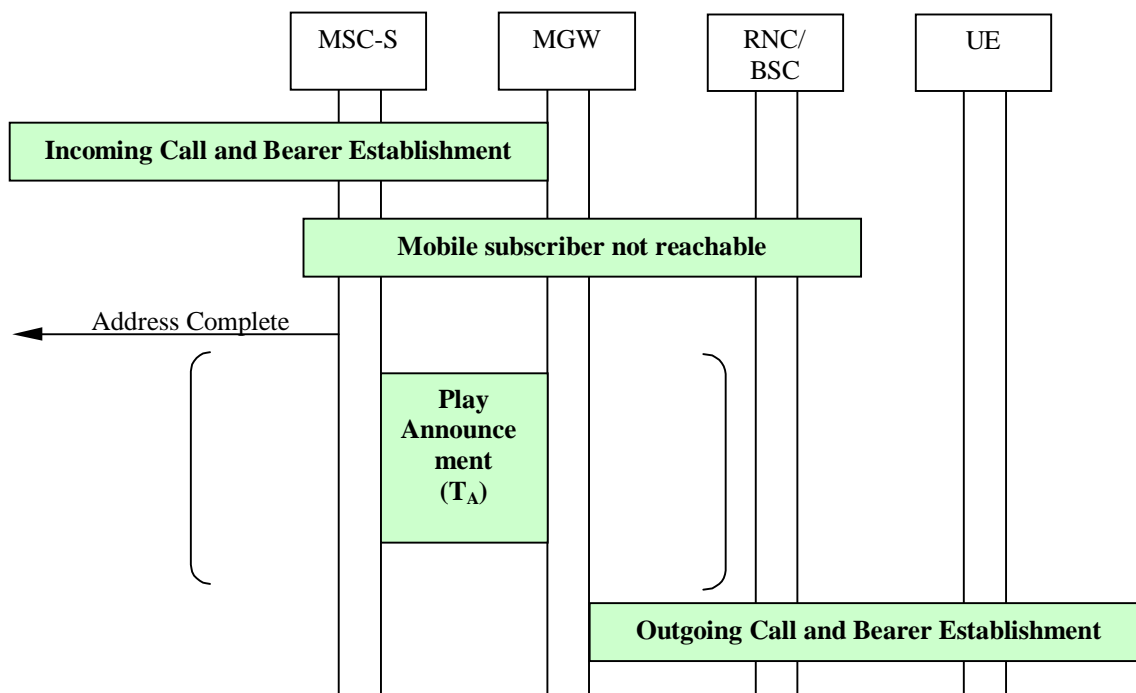 MSC-S
MGW
RNC/
BSC
UE
Incoming Call and Bearer Establishment
Mobile subscriber not reachable
Address Complete
Play
Announce
ment
(TA)
Outgoing Call and Bearer Establishment